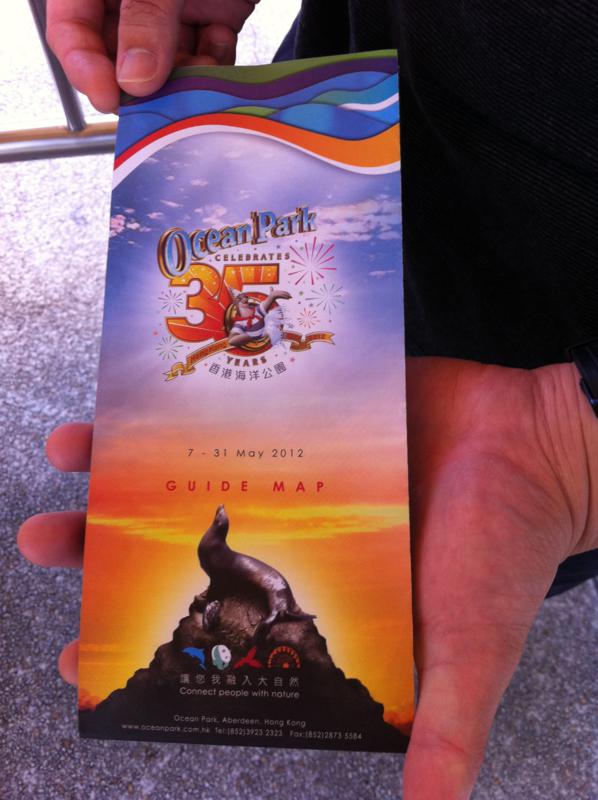 Ocean Park
CELEBRATES
35
YEARS
香港海洋公園
7 - 31 May 2012
GUIDE MAP
讓您我融入大自然
Connect people with nature
Ocean Park, Aberdeen, Hong Kong
www.oceanpark.com.hk Tel:(852)3923 2323 Fax:(852)2873 5584